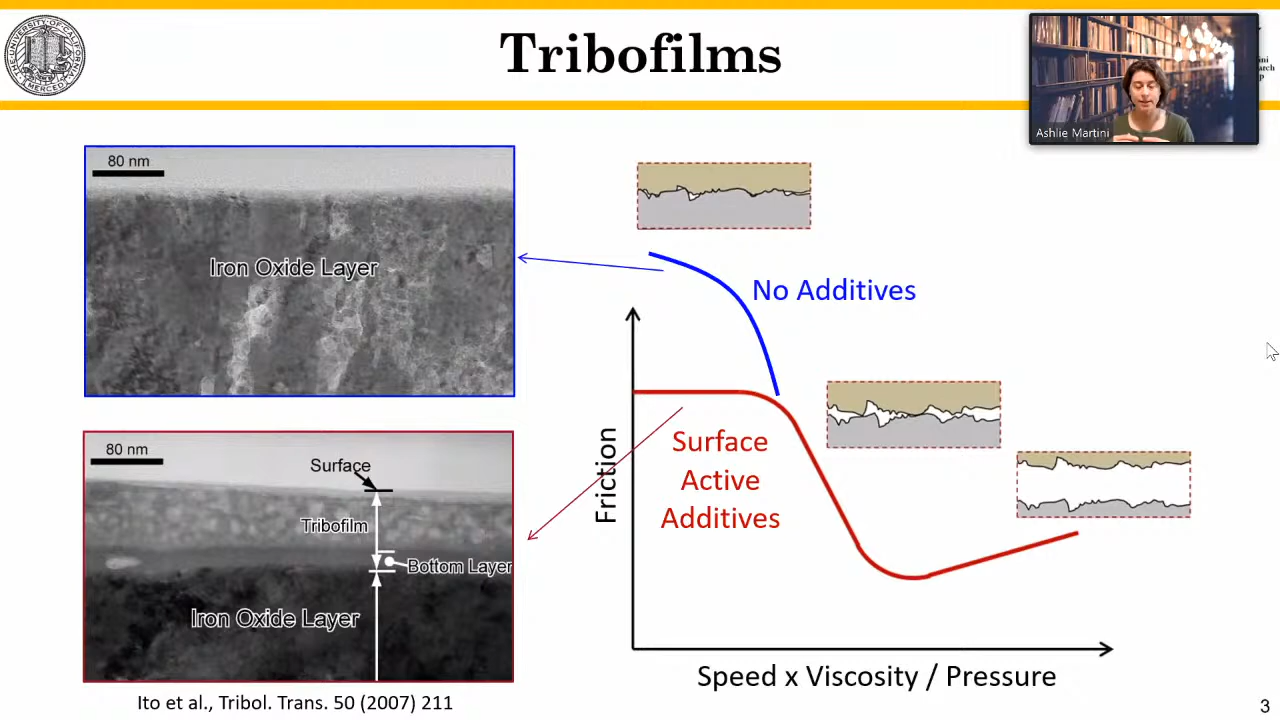 Tribofilms
Ashlie Martini
80 nm
Iron Oxide Layer
No Additives
80 nm
Surface
Tribofilm
Bottom Layer
Iron Oxide Layer
Surface
Active
Additives
Friction
Speed x Viscosity / Pressure
Ito et al., Tribol. Trans. 50 (2007) 211
3